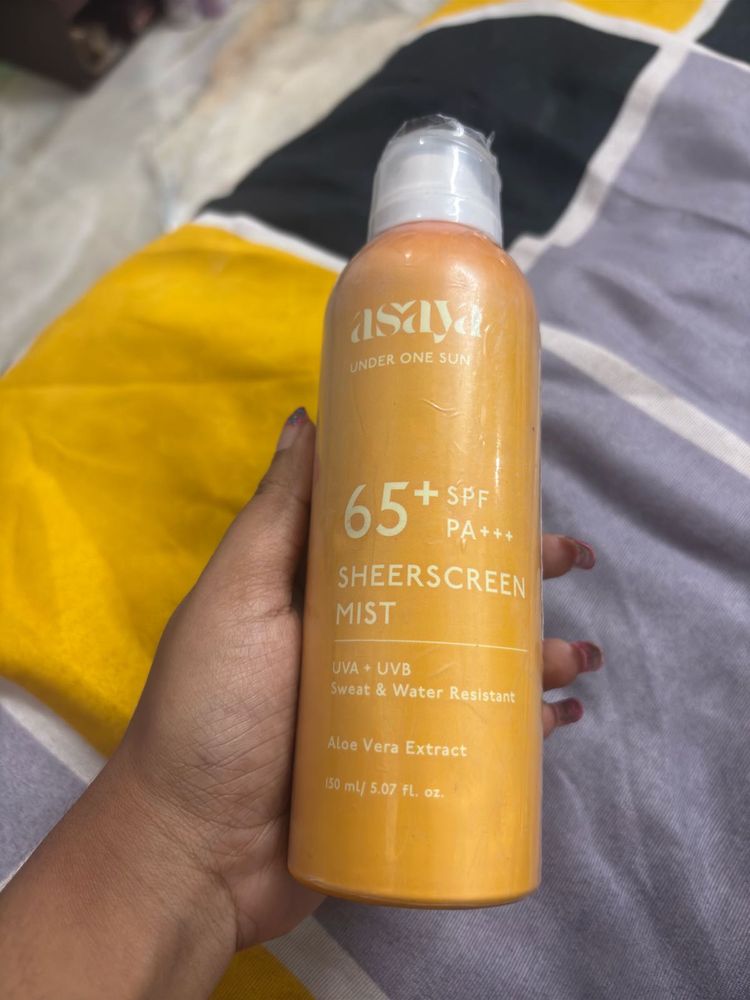 asaya
UNDER ONE SUN
65+ SPF
PA+++
SHEERSCREEN
MIST
UVA + UVB
Sweat & Water Resistant
Aloe Vera Extract
150 ml/ 5.07 fl. oz.